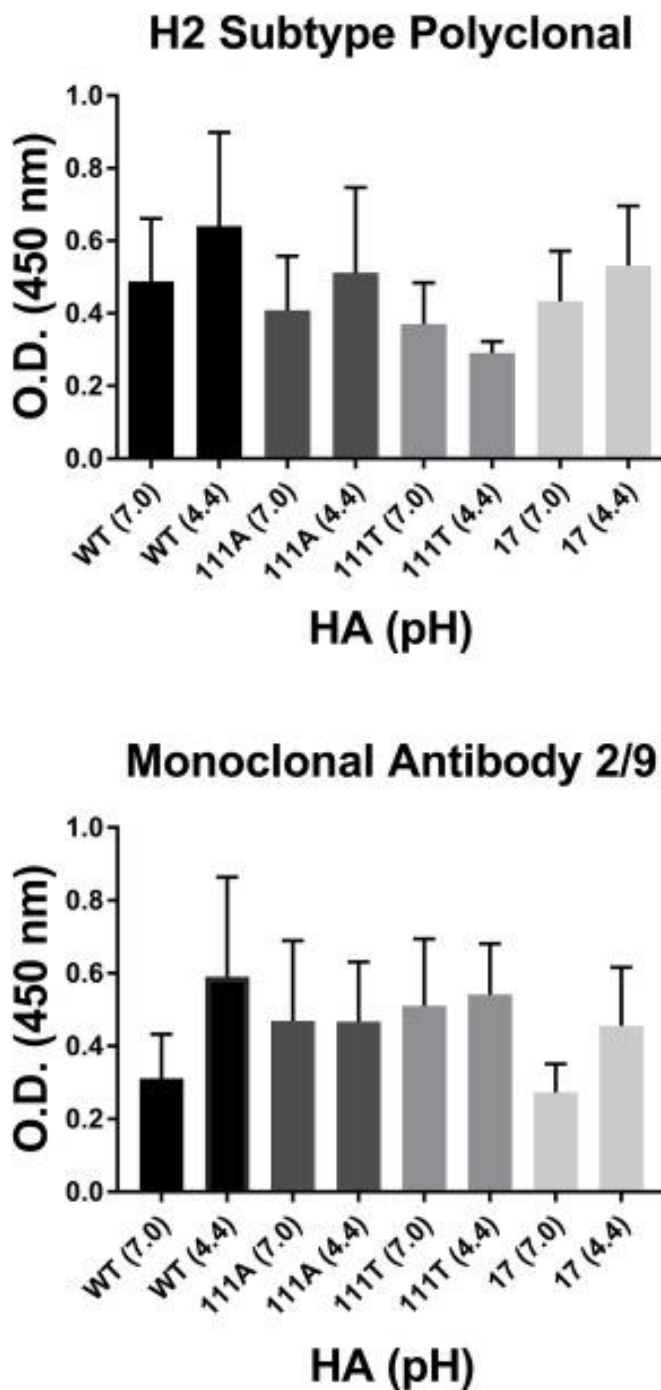 H2 Subtype Polyclonal
O.D. (450 nm)
1.0
0.8
0.6
0.4
0.2
0.0
WT (7.0)
WT (4.4)
111A (7.0)
111A (4.4)
111T (7.0)
111T (4.4)
17 (7.0)
17 (4.4)
HA (pH)
Monoclonal Antibody 2/9
O.D. (450 nm)
1.0
0.8
0.6
0.4
0.2
0.0
WT (7.0)
WT (4.4)
111A (7.0)
111A (4.4)
111T (7.0)
111T (4.4)
17 (7.0)
17 (4.4)
HA (pH)